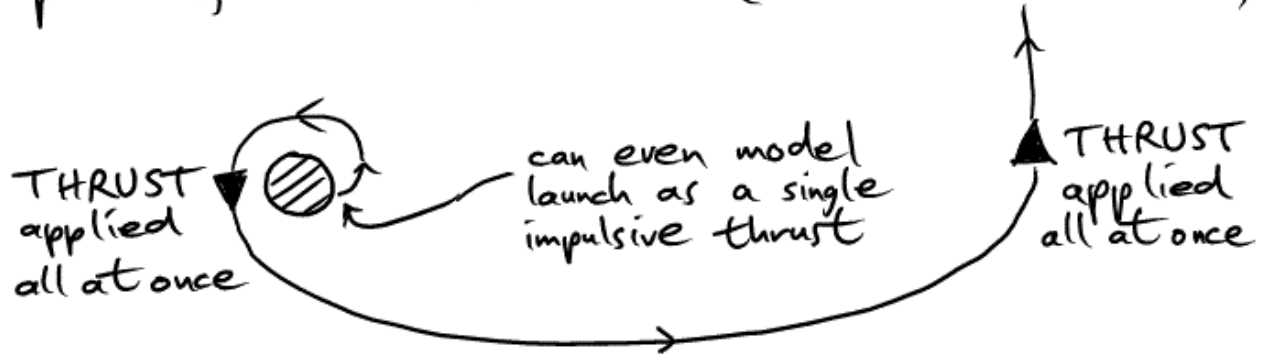 THRUST
applied
all at once
can even model
launch as a single
impulsive thrust
THRUST
applied
all at once